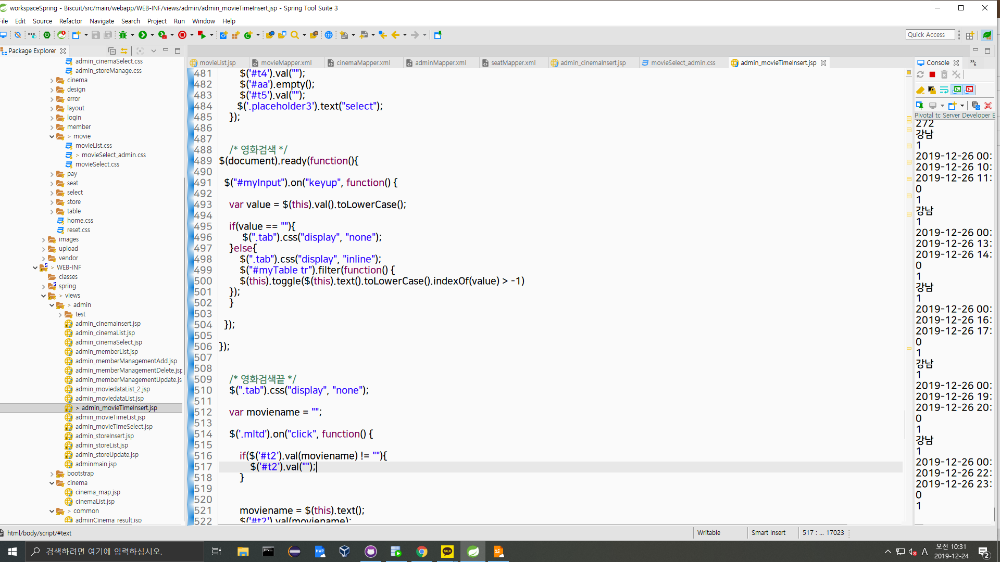 workspaceSpring - Biscuit/src/main/webapp/WEB-INF/views/admin/admin_movieTimeInsert.jsp - Spring Tool Suite 3
File Edit Source Refactor Navigate Search Project Run Window Help
Quick Access
Package Explorer
admin_cinemaSelect.css
admin_storeManage.css
cinema
design
error
layout
login
member
> movie
movieList.css
> movieSelect_admin.css
movieSelect.css
pay
seat
select
store
table
home.css
reset.css
images
upload
vendor
> WEB-INF
classes
spring
> views
> admin
test
admin_cinemaInsert.jsp
admin_cinemaList.jsp
admin_cinemaSelect.jsp
admin_memberList.jsp
admin_memberManagementAdd.jsp
admin_memberManagementDelete.jsp
admin_memberManagementUpdate.js
admin_moviedataList_2.jsp
admin_moviedataList.jsp
> admin_movieTimeInsert.jsp
admin_movieTimeList.jsp
admin_movieTimeSelect.jsp
admin_storeInsert.jsp
admin_storeList.jsp
admin_storeUpdate.jsp
adminmain.jsp
bootstrap
cinema
cinema_map.jsp
cinemaList.jsp
> common
adminCinema_result.jsp
movieList.jsp movieMapper.xml cinemaMapper.xml adminMapper.xml seatMapper.xml admin_cinemaInsert.jsp movieSelect_admin.css admin_movieTimeInsert.jsp
481 $('#t4').val("");
482 $('#aa').empty();
483 $('#t5').val("");
484 $('.placeholder3').text("select");
485 });
486
487
488 /* 영화검색 */
489 $(document).ready(function(){
490
491 $("#myInput").on("keyup", function() {
492
493 var value = $(this).val().toLowerCase();
494
495 if(value == ""){
496 $(".tab").css("display", "none");
497 }else{
498 $(".tab").css("display", "inline");
499 $("#myTable tr").filter(function() {
500 $(this).toggle($(this).text().toLowerCase().indexOf(value) > -1)
501 });
502 }
503
504 });
505
506 });
507
508
509 /* 영화검색끝 */
510 $(".tab").css("display", "none");
511
512 var moviename = "";
513
514 $('.mltd').on("click", function() {
515
516 if($('#t2').val(moviename) != ""){
517 $('#t2').val("");
518 }
519
520
521 moviename = $(this).text();
522 $('#t2').val(moviename);
Console
6
Pivotal tc Server Developer E
272
강남
1
2019-12-26 00:
2019-12-26 10:
2019-12-26 11:
0
1
강남
1
2019-12-26 00:
2019-12-26 13:
2019-12-26 14:
0
1
강남
1
2019-12-26 00:
2019-12-26 16:
2019-12-26 17:
0
1
강남
1
2019-12-26 00:
2019-12-26 19:
2019-12-26 20:
0
1
강남
1
2019-12-26 00:
2019-12-26 22:
2019-12-26 23:
0
1
html/body/script/#text
Writable
Smart Insert
517 : ... 17023
검색하려면 여기에 입력하십시오.
HWP
TALK
A
오전 10:31
2019-12-24
2